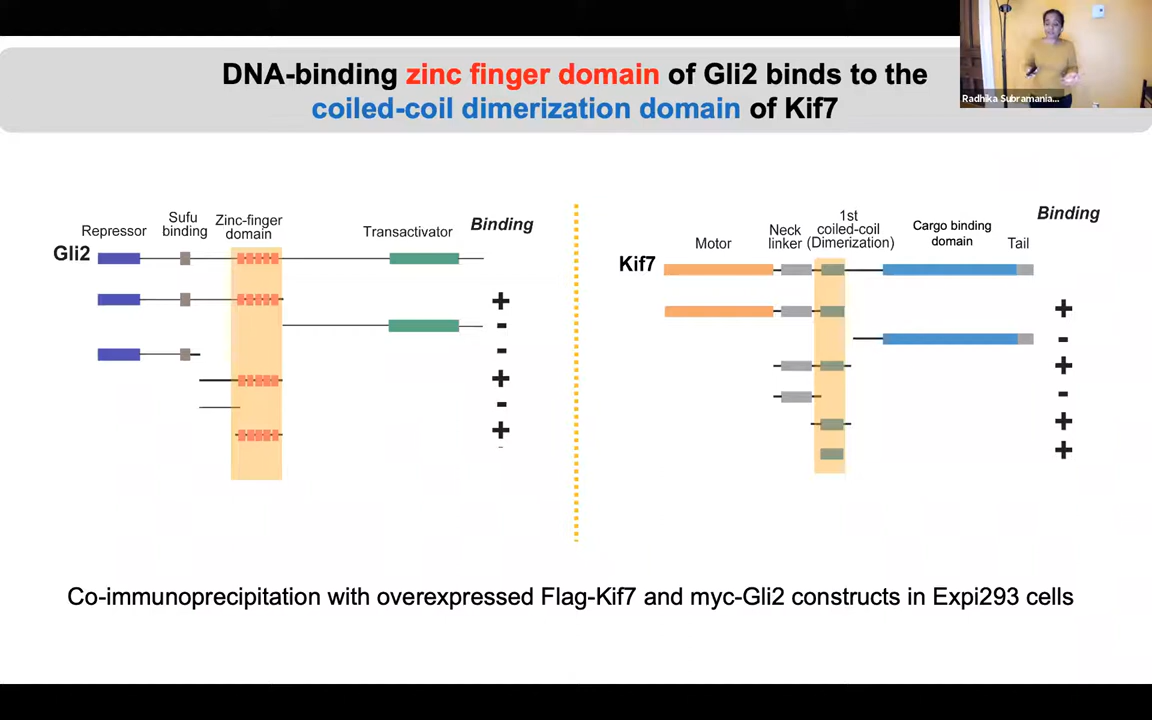 DNA-binding zinc finger domain of Gli2 binds to the
coiled-coil dimerization domain of Kif7
Radhika Subramania...
Repressor
Sufu
binding
Zinc-finger
domain
Transactivator
Binding
Gli2
+
-
-
+
-
+
-
Motor
Neck
linker
1st
coiled-coil
(Dimerization)
Cargo binding
domain
Tail
Binding
Kif7
+
-
+
-
+
+
Co-immunoprecipitation with overexpressed Flag-Kif7 and myc-Gli2 constructs in Expi293 cells